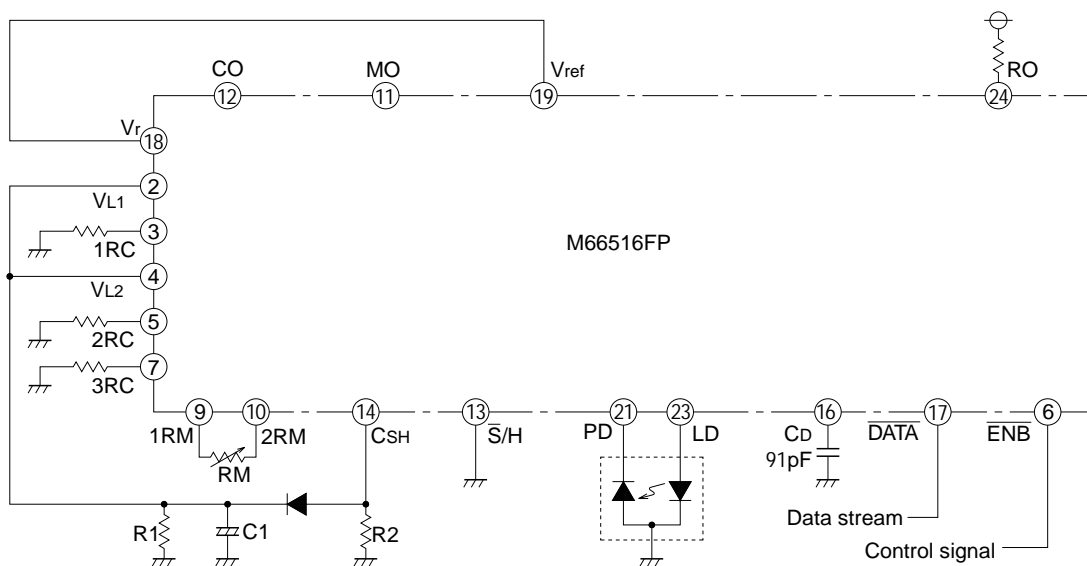 CO MO Vref RO
12 11 19 24
Vr
18
2
VL1
3
1RC
M66516FP
4
VL2
5
2RC
7
3RC
9 10 14 13 21 23 16 17 6
1RM 2RM CSH S/H PD LD CD DATA ENB
RM
91pF
R1 C1 R2
Data stream
Control signal